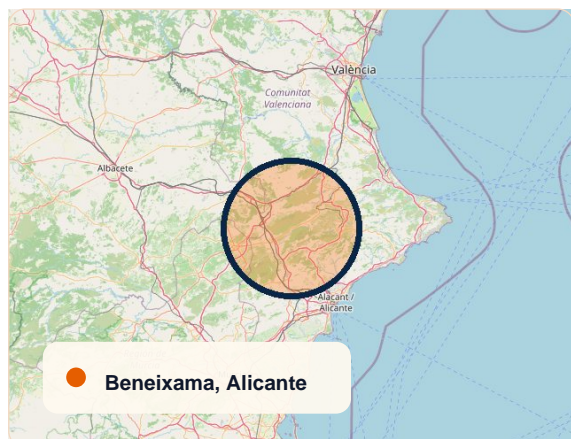 València
Comunitat
Valenciana
Albacete
Alacant /
Alicante
Beneixama, Alicante